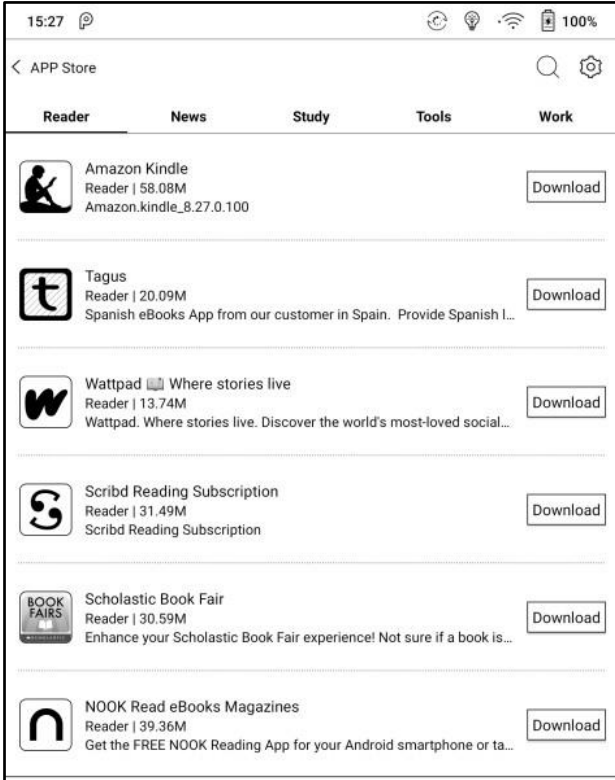 15:27 100%
APP Store
Reader News Study Tools Work
Amazon Kindle
Reader | 58.08M
Amazon.kindle_8.27.0.100
Download
Tagus
Reader | 20.09M
Spanish eBooks App from our customer in Spain. Provide Spanish l...
Download
Wattpad 📖 Where stories live
Reader | 13.74M
Wattpad. Where stories live. Discover the world's most-loved social...
Download
Scribd Reading Subscription
Reader | 31.49M
Scribd Reading Subscription
Download
BOOK
FAIRS
SCHOLASTIC
Scholastic Book Fair
Reader | 30.59M
Enhance your Scholastic Book Fair experience! Not sure if a book is...
Download
NOOK Read eBooks Magazines
Reader | 39.36M
Get the FREE NOOK Reading App for your Android smartphone or ta...
Download